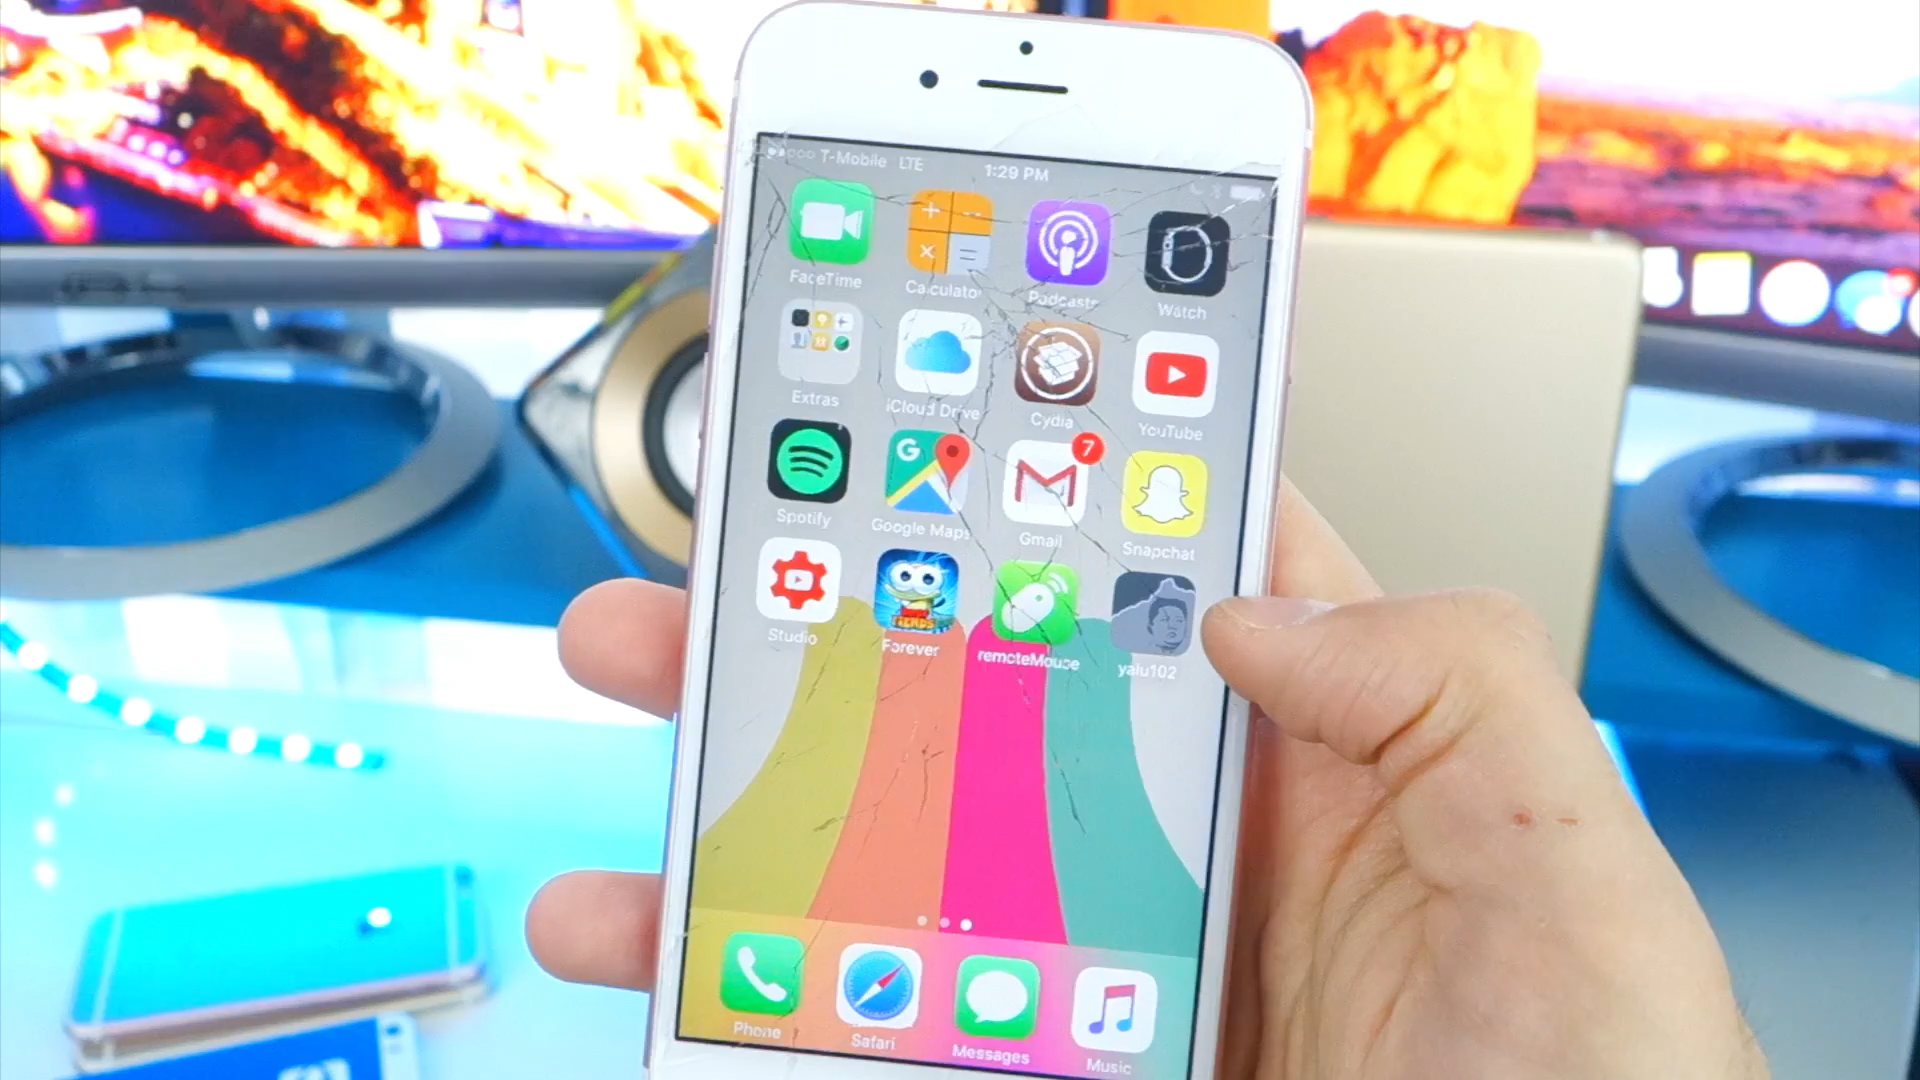 T-Mobile LTE 1:29 PM
FaceTime Calculator Podcasts Watch
Extras iCloud Drive Cydia YouTube
7
Spotify Google Maps Gmail Snapchat
Studio Forever remoteMouse yalu102
Phone Safari Messages Music